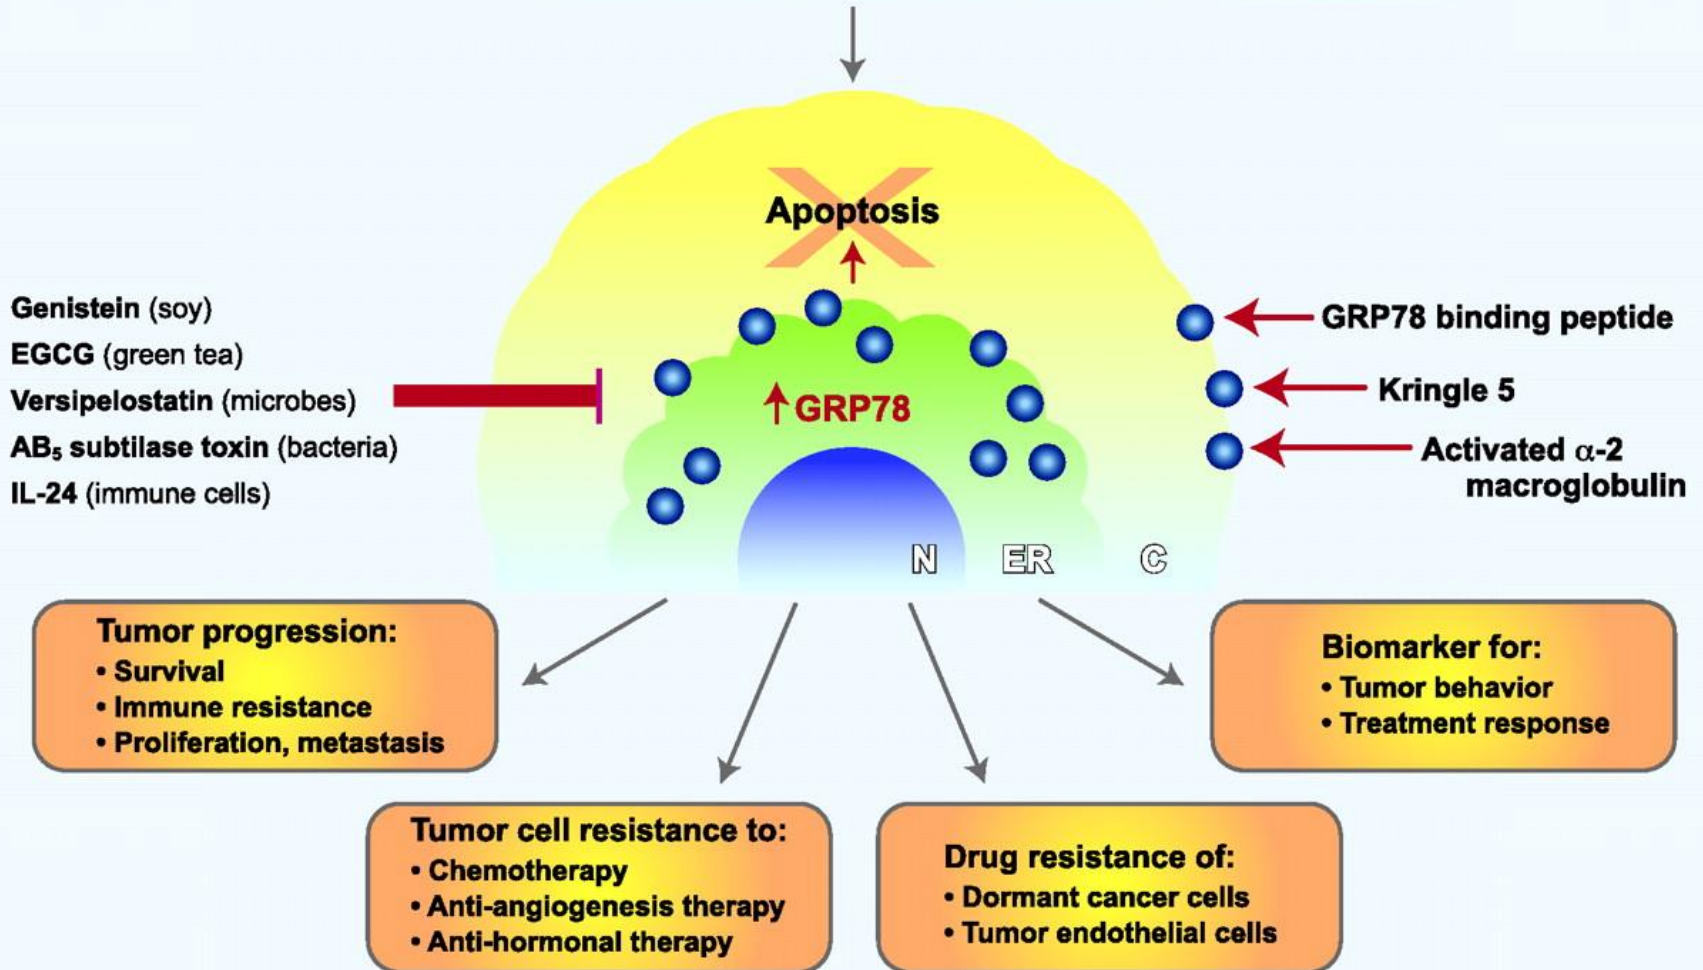 Apoptosis
Genistein (soy)
EGCG (green tea)
Versipelostatin (microbes)
AB₅ subtilase toxin (bacteria)
IL-24 (immune cells)
↑GRP78
GRP78 binding peptide
Kringle 5
Activated α-2
macroglobulin
N
ER
C
Tumor progression:
• Survival
• Immune resistance
• Proliferation, metastasis
Tumor cell resistance to:
• Chemotherapy
• Anti-angiogenesis therapy
• Anti-hormonal therapy
Drug resistance of:
• Dormant cancer cells
• Tumor endothelial cells
Biomarker for:
• Tumor behavior
• Treatment response